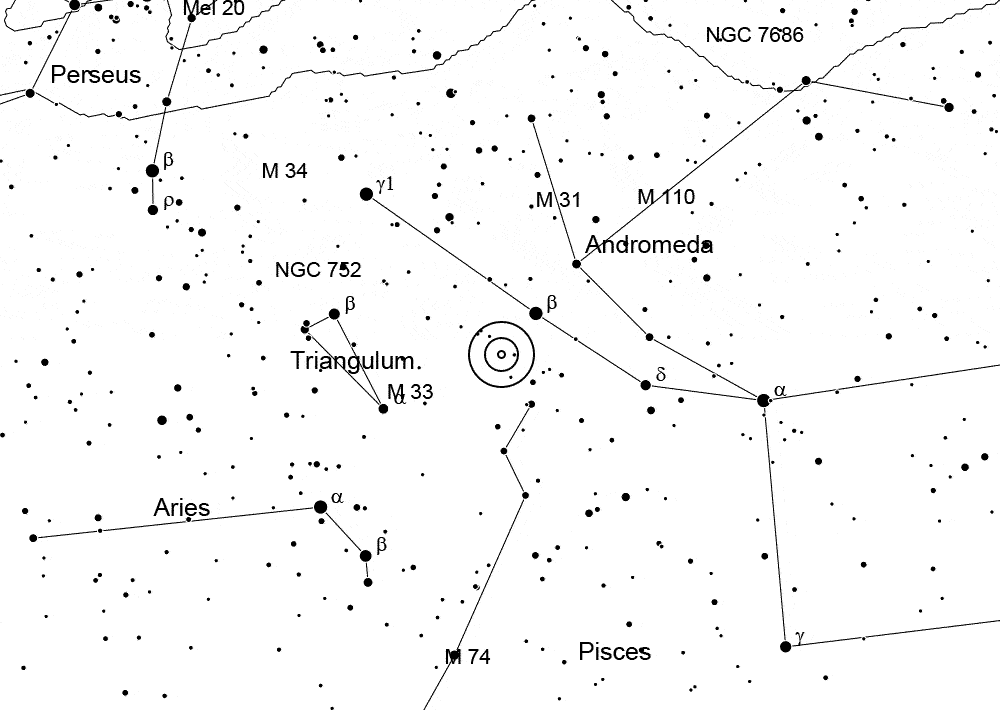 Mel 20
NGC 7686
Perseus
β
M 34
γ1
ρ
M 31
M 110
Andromeda
NGC 752
β
β
Triangulum
δ
M 33
α
α
α
Aries
β
γ
M 74
Pisces